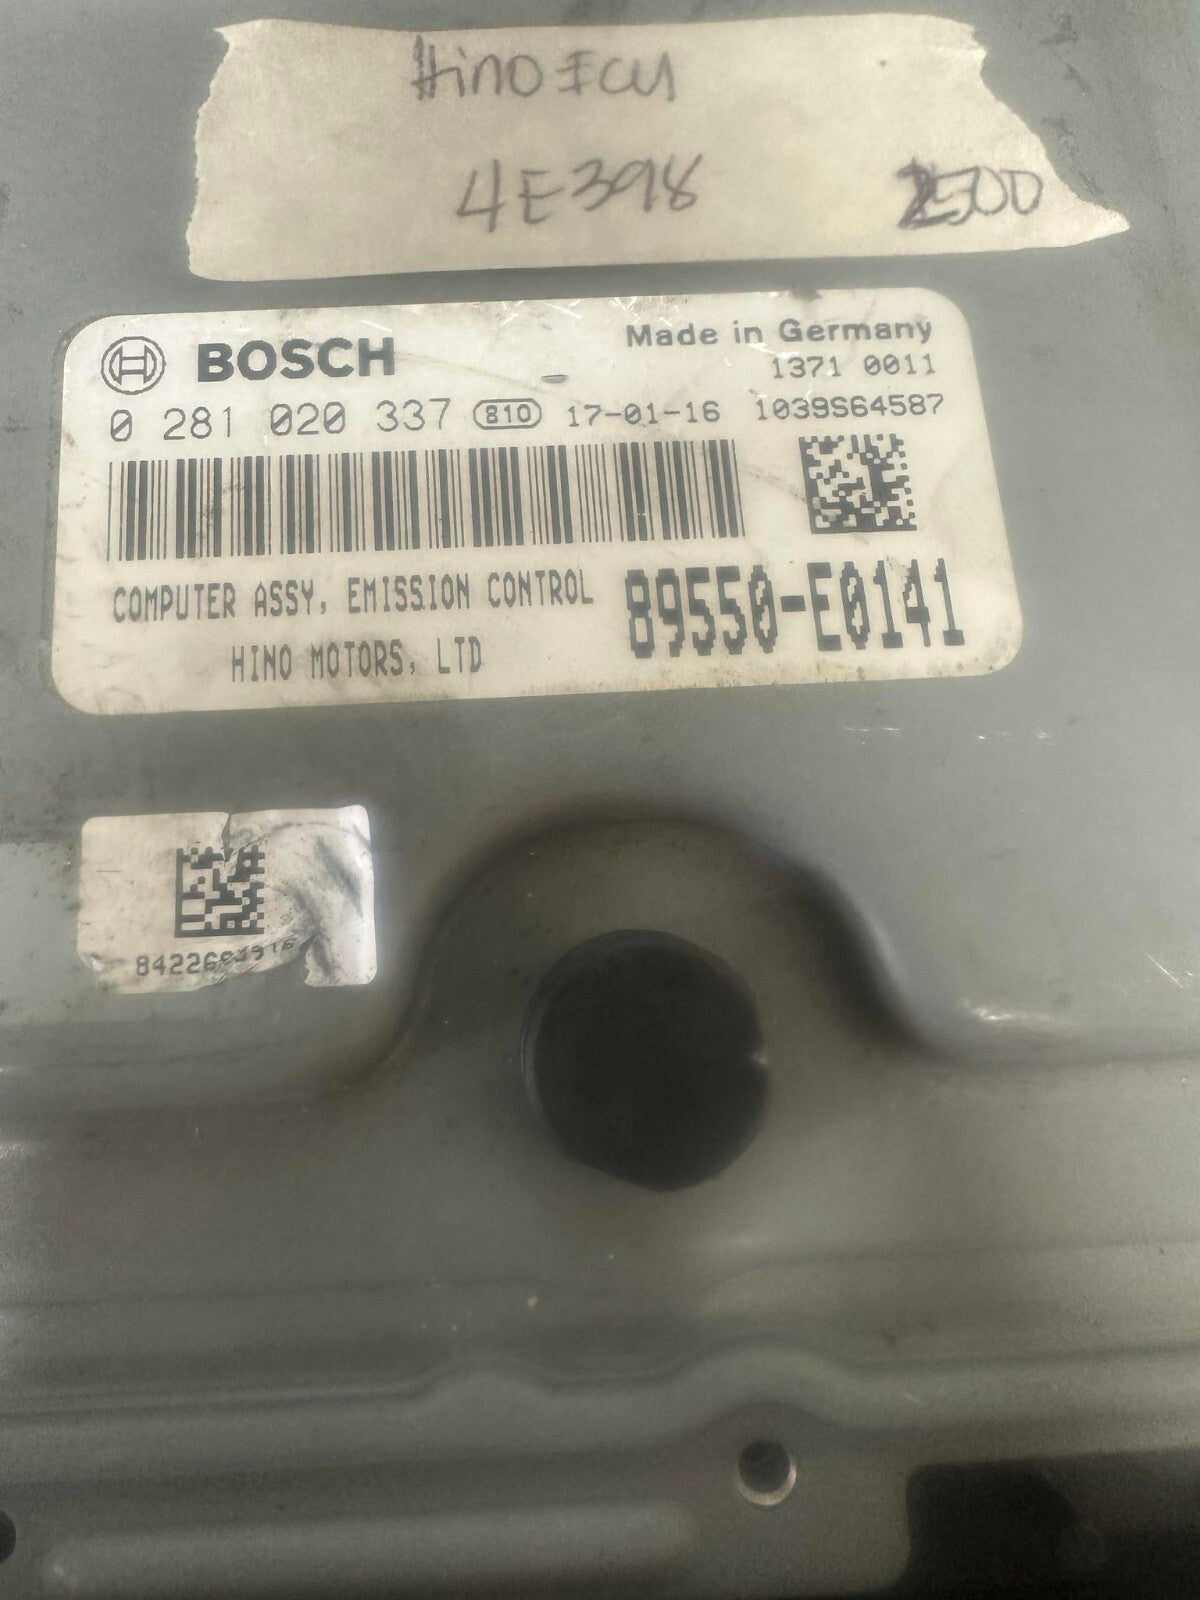 Hino ECU
4E398 2500
BOSCH Made in Germany
1371 0011
0 281 020 337 810 17-01-16 1039S64587
COMPUTER ASSY, EMISSION CONTROL 89550-E0141
HINO MOTORS, LTD